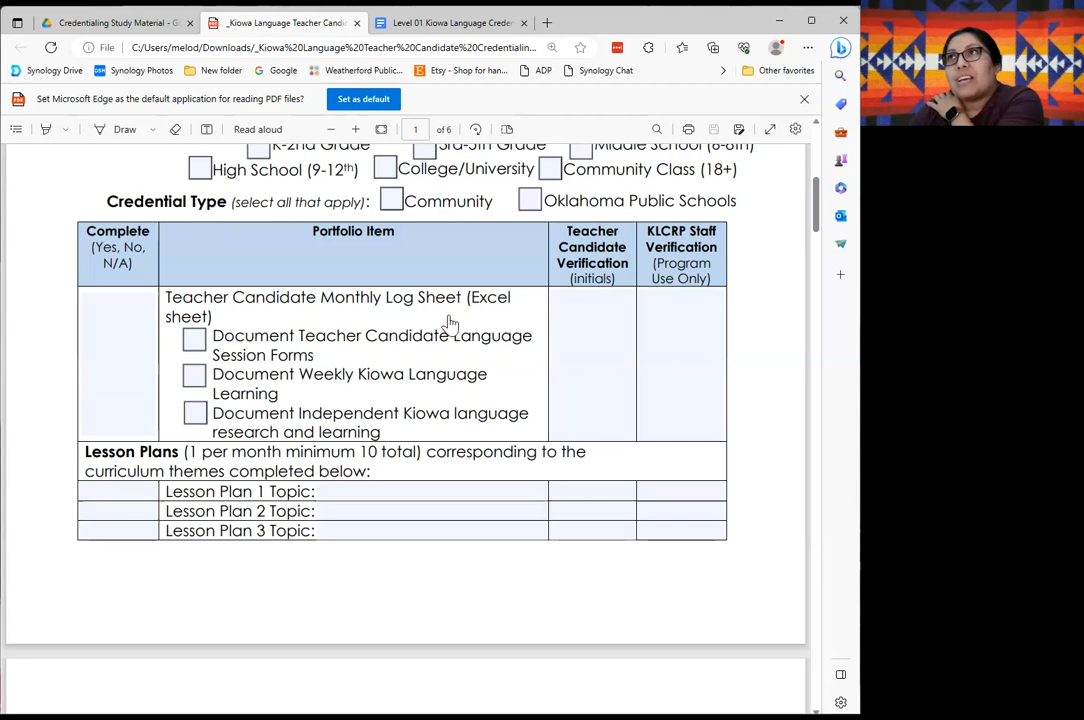 Credentialing Study Material - G
_Kiowa Language Teacher Candi
Level 01 Kiowa Language Creder
File
C:/Users/melod/Downloads/_Kiowa%20Language%20Teacher%20Candidate%20Credentialin...
Synology Drive
DSM Synology Photos
New folder
Google
Weatherford Public...
Etsy - Shop for han...
ADP
Synology Chat
Other favorites
Set Microsoft Edge as the default application for reading PDF files?
Set as default
Draw
Read aloud
1 of 6
K-2nd Grade
3rd-5th Grade
Middle School (6-8th)
High School (9-12th)
College/University
Community Class (18+)
Credential Type (select all that apply):
Community
Oklahoma Public Schools
Complete
(Yes, No,
N/A)
Portfolio Item
Teacher
Candidate
Verification
(initials)
KLCRP Staff
Verification
(Program
Use Only)
Teacher Candidate Monthly Log Sheet (Excel
sheet)
Document Teacher Candidate Language
Session Forms
Document Weekly Kiowa Language
Learning
Document Independent Kiowa language
research and learning
Lesson Plans (1 per month minimum 10 total) corresponding to the
curriculum themes completed below:
Lesson Plan 1 Topic:
Lesson Plan 2 Topic:
Lesson Plan 3 Topic: